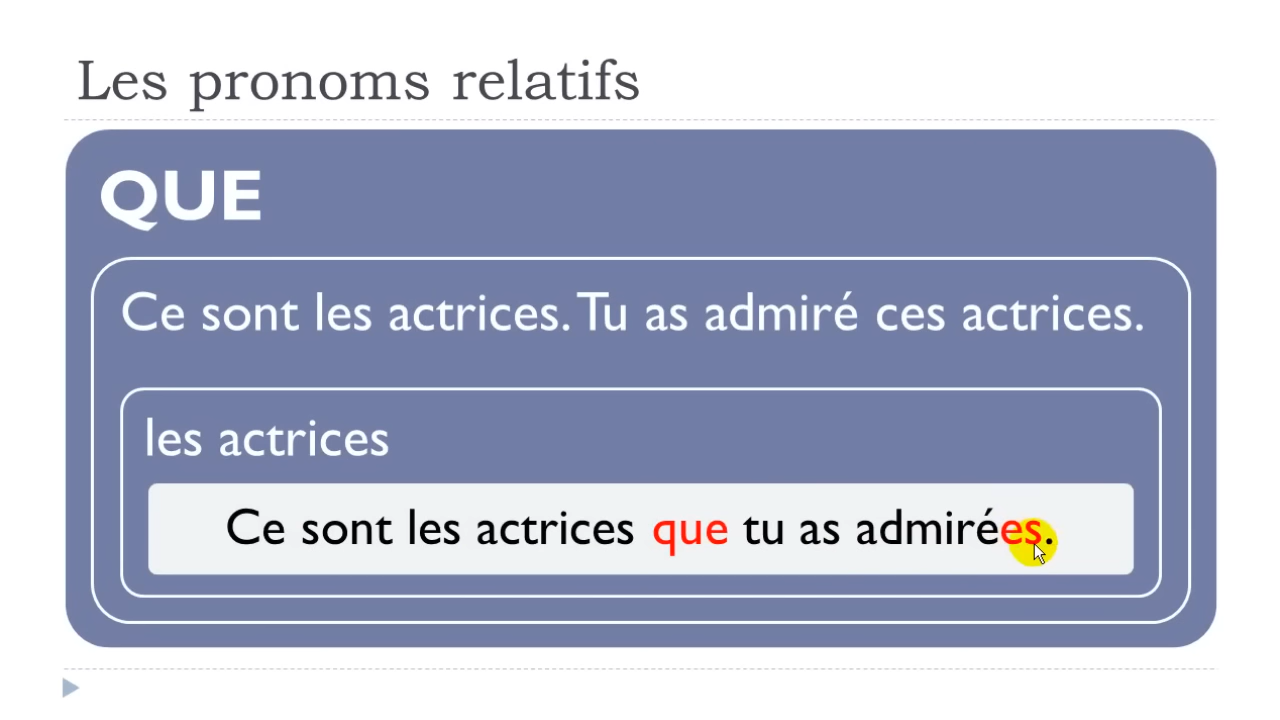 Les pronoms relatifs
QUE
Ce sont les actrices. Tu as admiré ces actrices.
les actrices
Ce sont les actrices que tu as admirées.